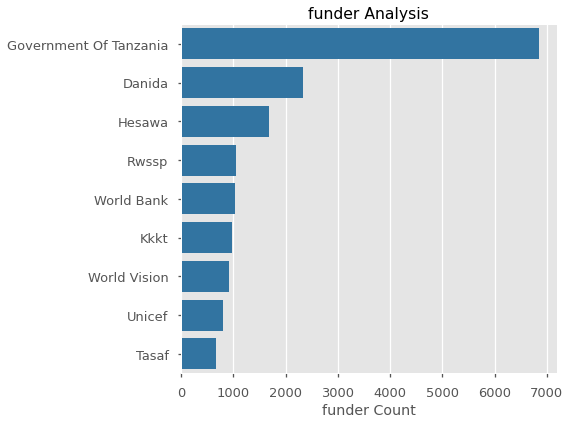 funder Analysis
Government Of Tanzania
Danida
Hesawa
Rwssp
World Bank
Kkkt
World Vision
Unicef
Tasaf
0 1000 2000 3000 4000 5000 6000 7000
funder Count